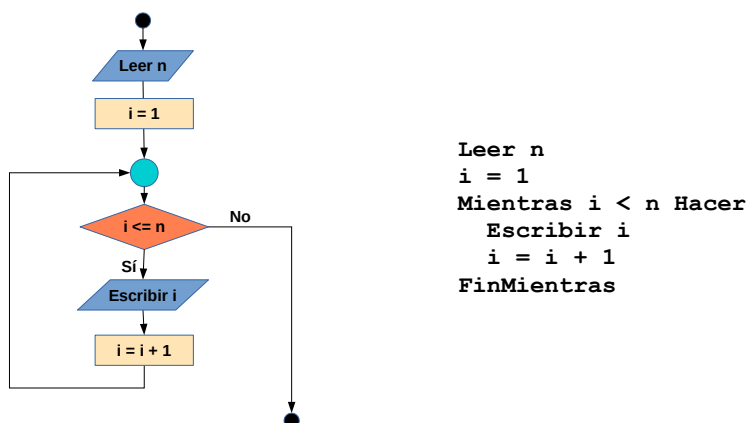 Leer n
i = 1
i <= n
No
Sí
Escribir i
i = i + 1
Leer n
i = 1
Mientras i < n Hacer
Escribir i
i = i + 1
FinMientras